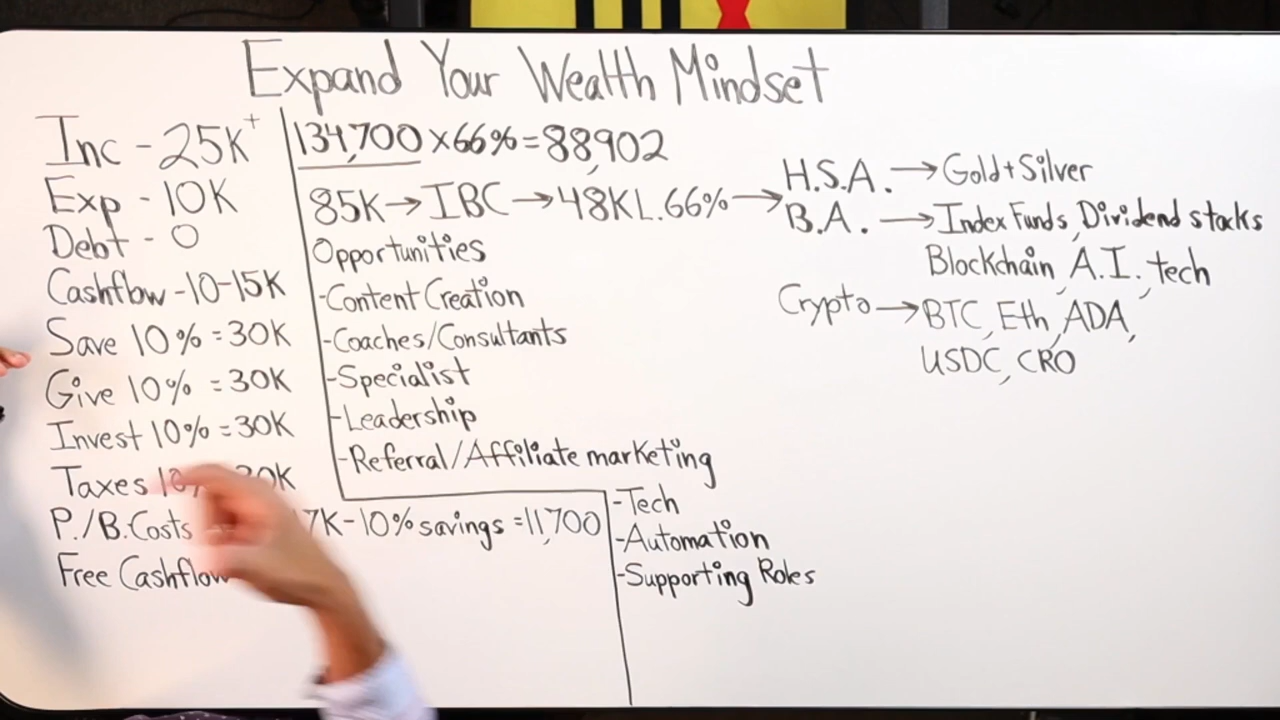 Expand Your Wealth Mindset
Inc - 25K+
Exp - 10K
Debt - 0
Cashflow - 10-15K
Save 10% = 30K
Give 10% = 30K
Invest 10% = 30K
Taxes
P./B. Costs
7K - 10% savings = 11,700
Free Cashflow
134,700 x 66% = 88,902
85K → IBC → 48K L. 66% →
Opportunities
- Content Creation
- Coaches/Consultants
- Specialist
- Leadership
- Referral/Affiliate marketing
- Tech
- Automation
- Supporting Roles
H.S.A. → Gold + Silver
B.A. → Index Funds, Dividend stocks
Blockchain, A.I., tech
Crypto → BTC, Eth, ADA,
USDC, CRO